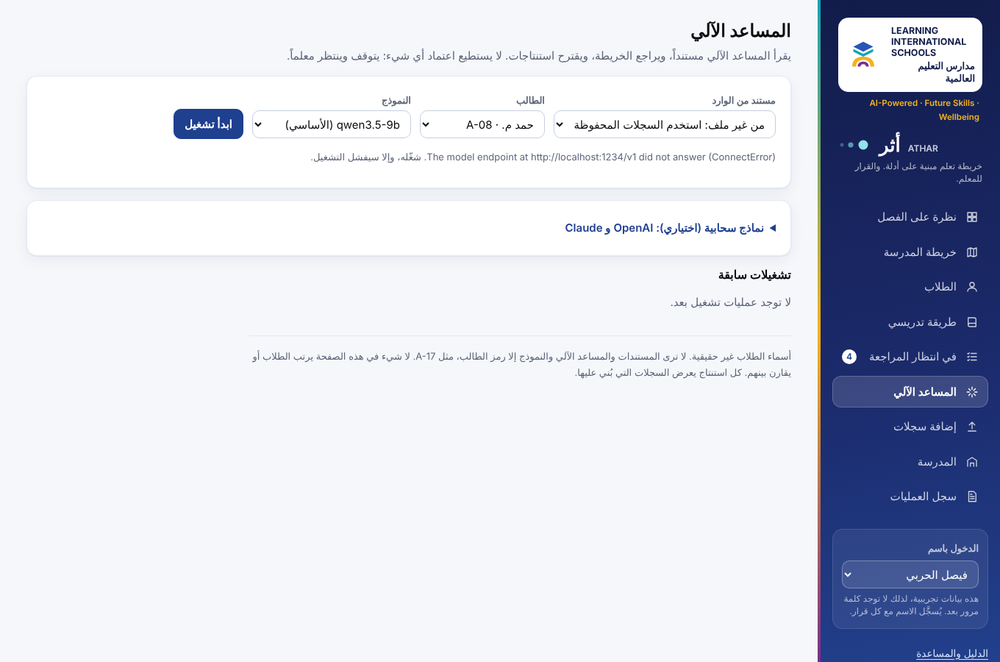 LEARNING
INTERNATIONAL
SCHOOLS
مدارس التعليم
العالمية
AI-Powered · Future Skills ·
Wellbeing
أثر ATHAR
خريطة تعلم مبنية على أدلة. والقرار
للمعلم.
نظرة على الفصل
خريطة المدرسة
الطلاب
طريقة تدريسي
في انتظار المراجعة 4
المساعد الآلي
إضافة سجلات
المدرسة
سجل العمليات
الدخول باسم
فيصل الحربي
هذه بيانات تجريبية، لذلك لا توجد كلمة
مرور بعد. يُسجَّل الاسم مع كل قرار.
الدليل والمساعدة
المساعد الآلي
يقرأ المساعد الآلي مستنداً، ويراجع الخريطة، ويقترح استنتاجات. لا يستطيع اعتماد أي شيء: يتوقف وينتظر معلماً.
مستند من الوارد
من غير ملف: استخدم السجلات المحفوظة
الطالب
حمد م. · A-08
النموذج
qwen3.5-9b (الأساسي)
ابدأ تشغيل
The model endpoint at http://localhost:1234/v1 did not answer (ConnectError). شغّله، وإلا سيفشل التشغيل.
نماذج سحابية (اختياري): OpenAI و Claude
تشغيلات سابقة
لا توجد عمليات تشغيل بعد.
أسماء الطلاب غير حقيقية. لا نرى المستندات والمساعد الآلي والنموذج إلا رمز الطالب، مثل A-17. لا شيء في هذه الصفحة يرتب الطلاب أو
يقارن بينهم. كل استنتاج يعرض السجلات التي بُني عليها.